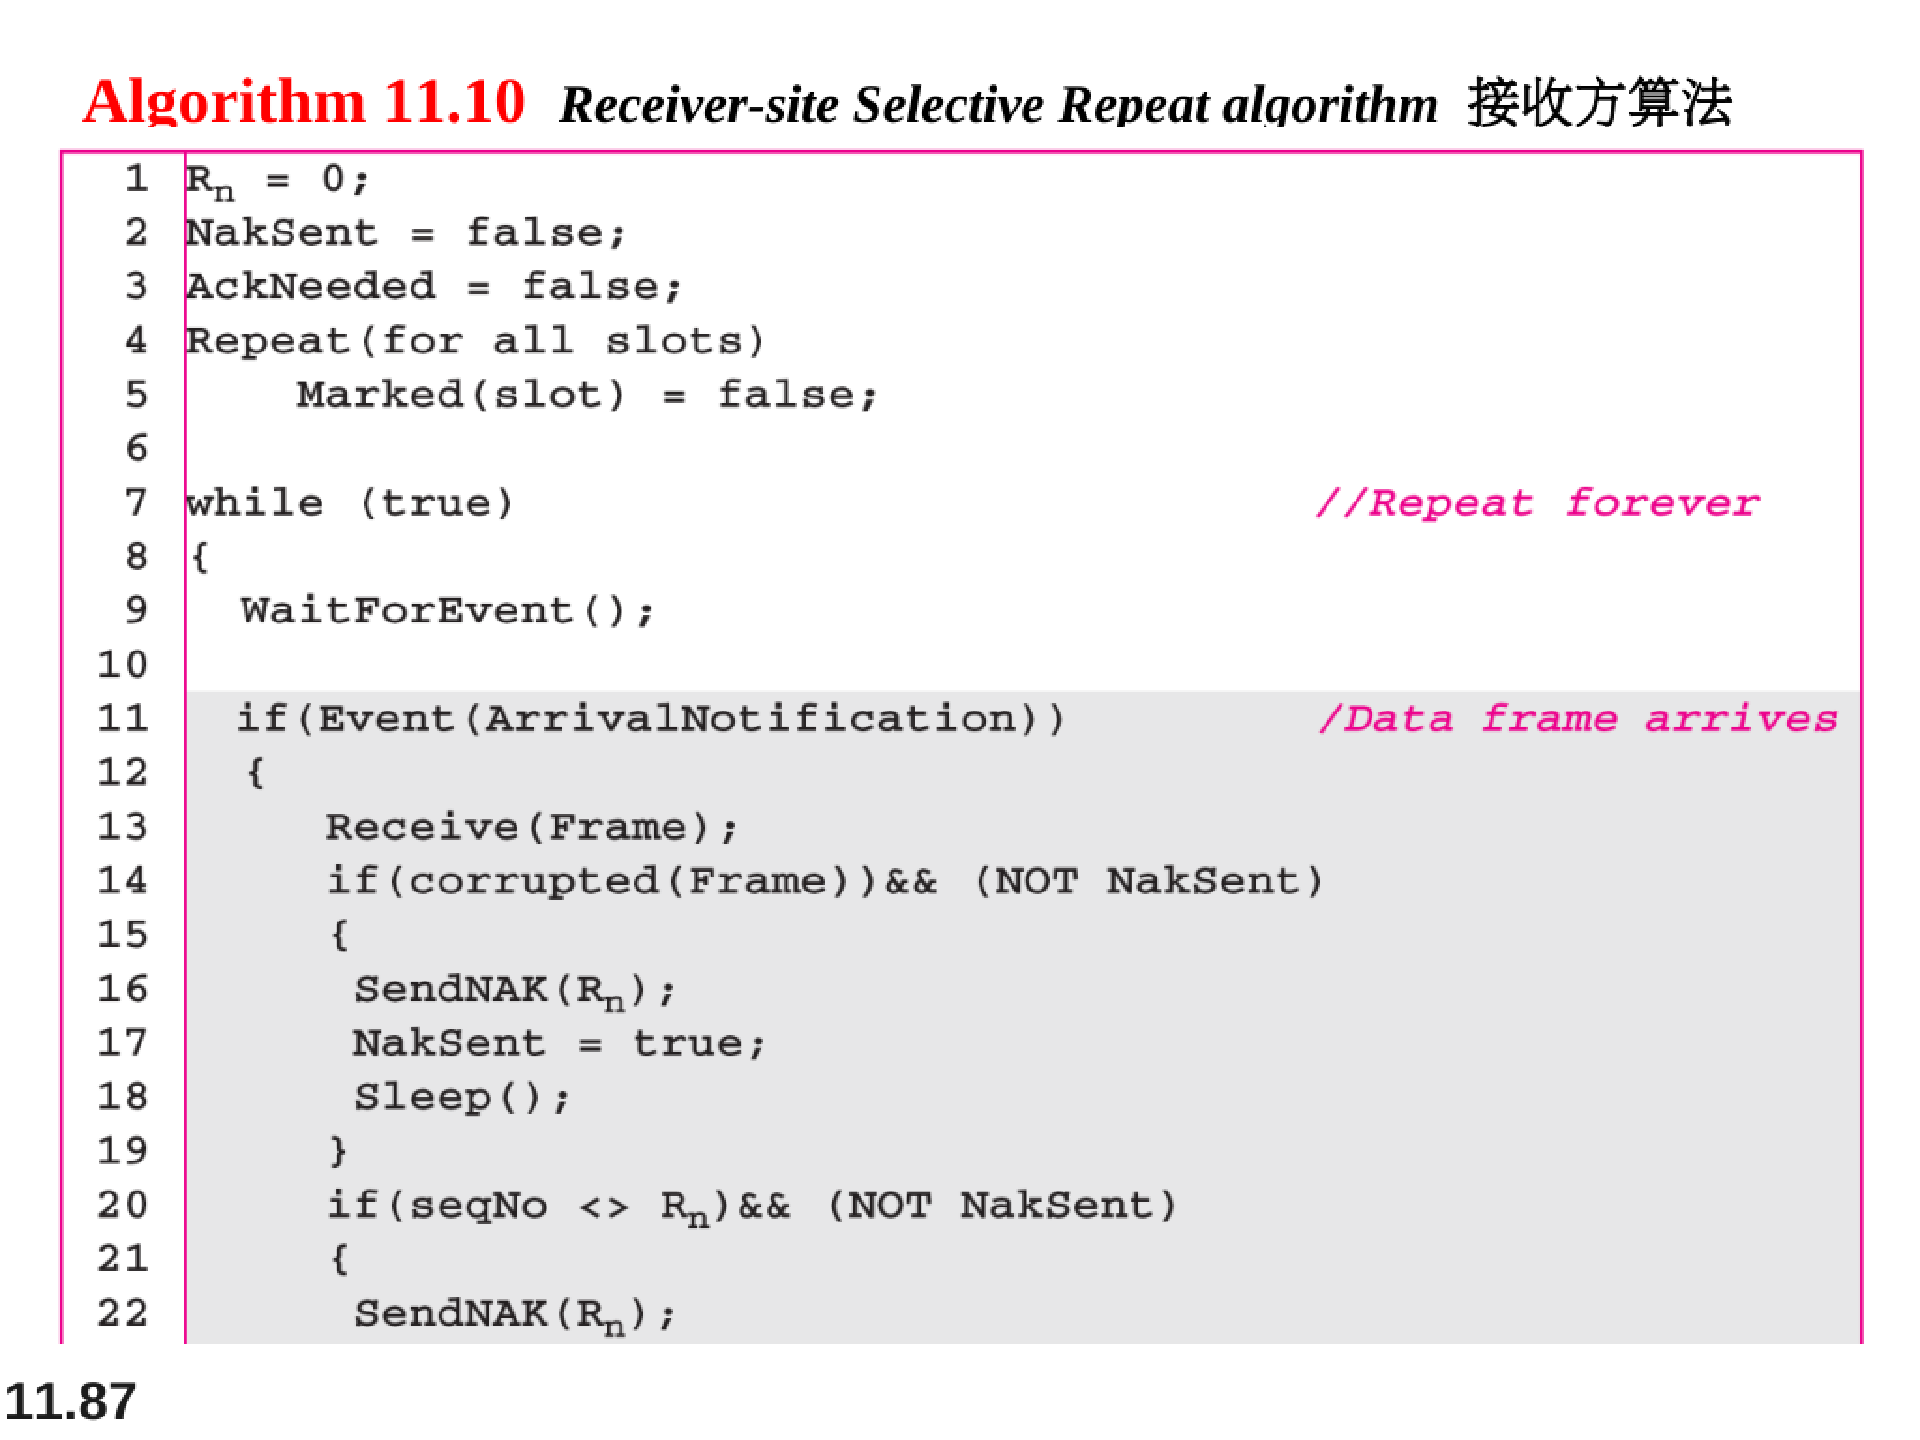 Algorithm 11.10 Receiver-site Selective Repeat algorithm 接收方算法
1 Rn = 0;
2 NakSent = false;
3 AckNeeded = false;
4 Repeat(for all slots)
5 Marked(slot) = false;
6
7 while (true) //Repeat forever
8 {
9 WaitForEvent();
10
11 if(Event(ArrivalNotification)) /Data frame arrives
12 {
13 Receive(Frame);
14 if(corrupted(Frame))&& (NOT NakSent)
15 {
16 SendNAK(Rn);
17 NakSent = true;
18 Sleep();
19 }
20 if(seqNo <> Rn)&& (NOT NakSent)
21 {
22 SendNAK(Rn);
11.87